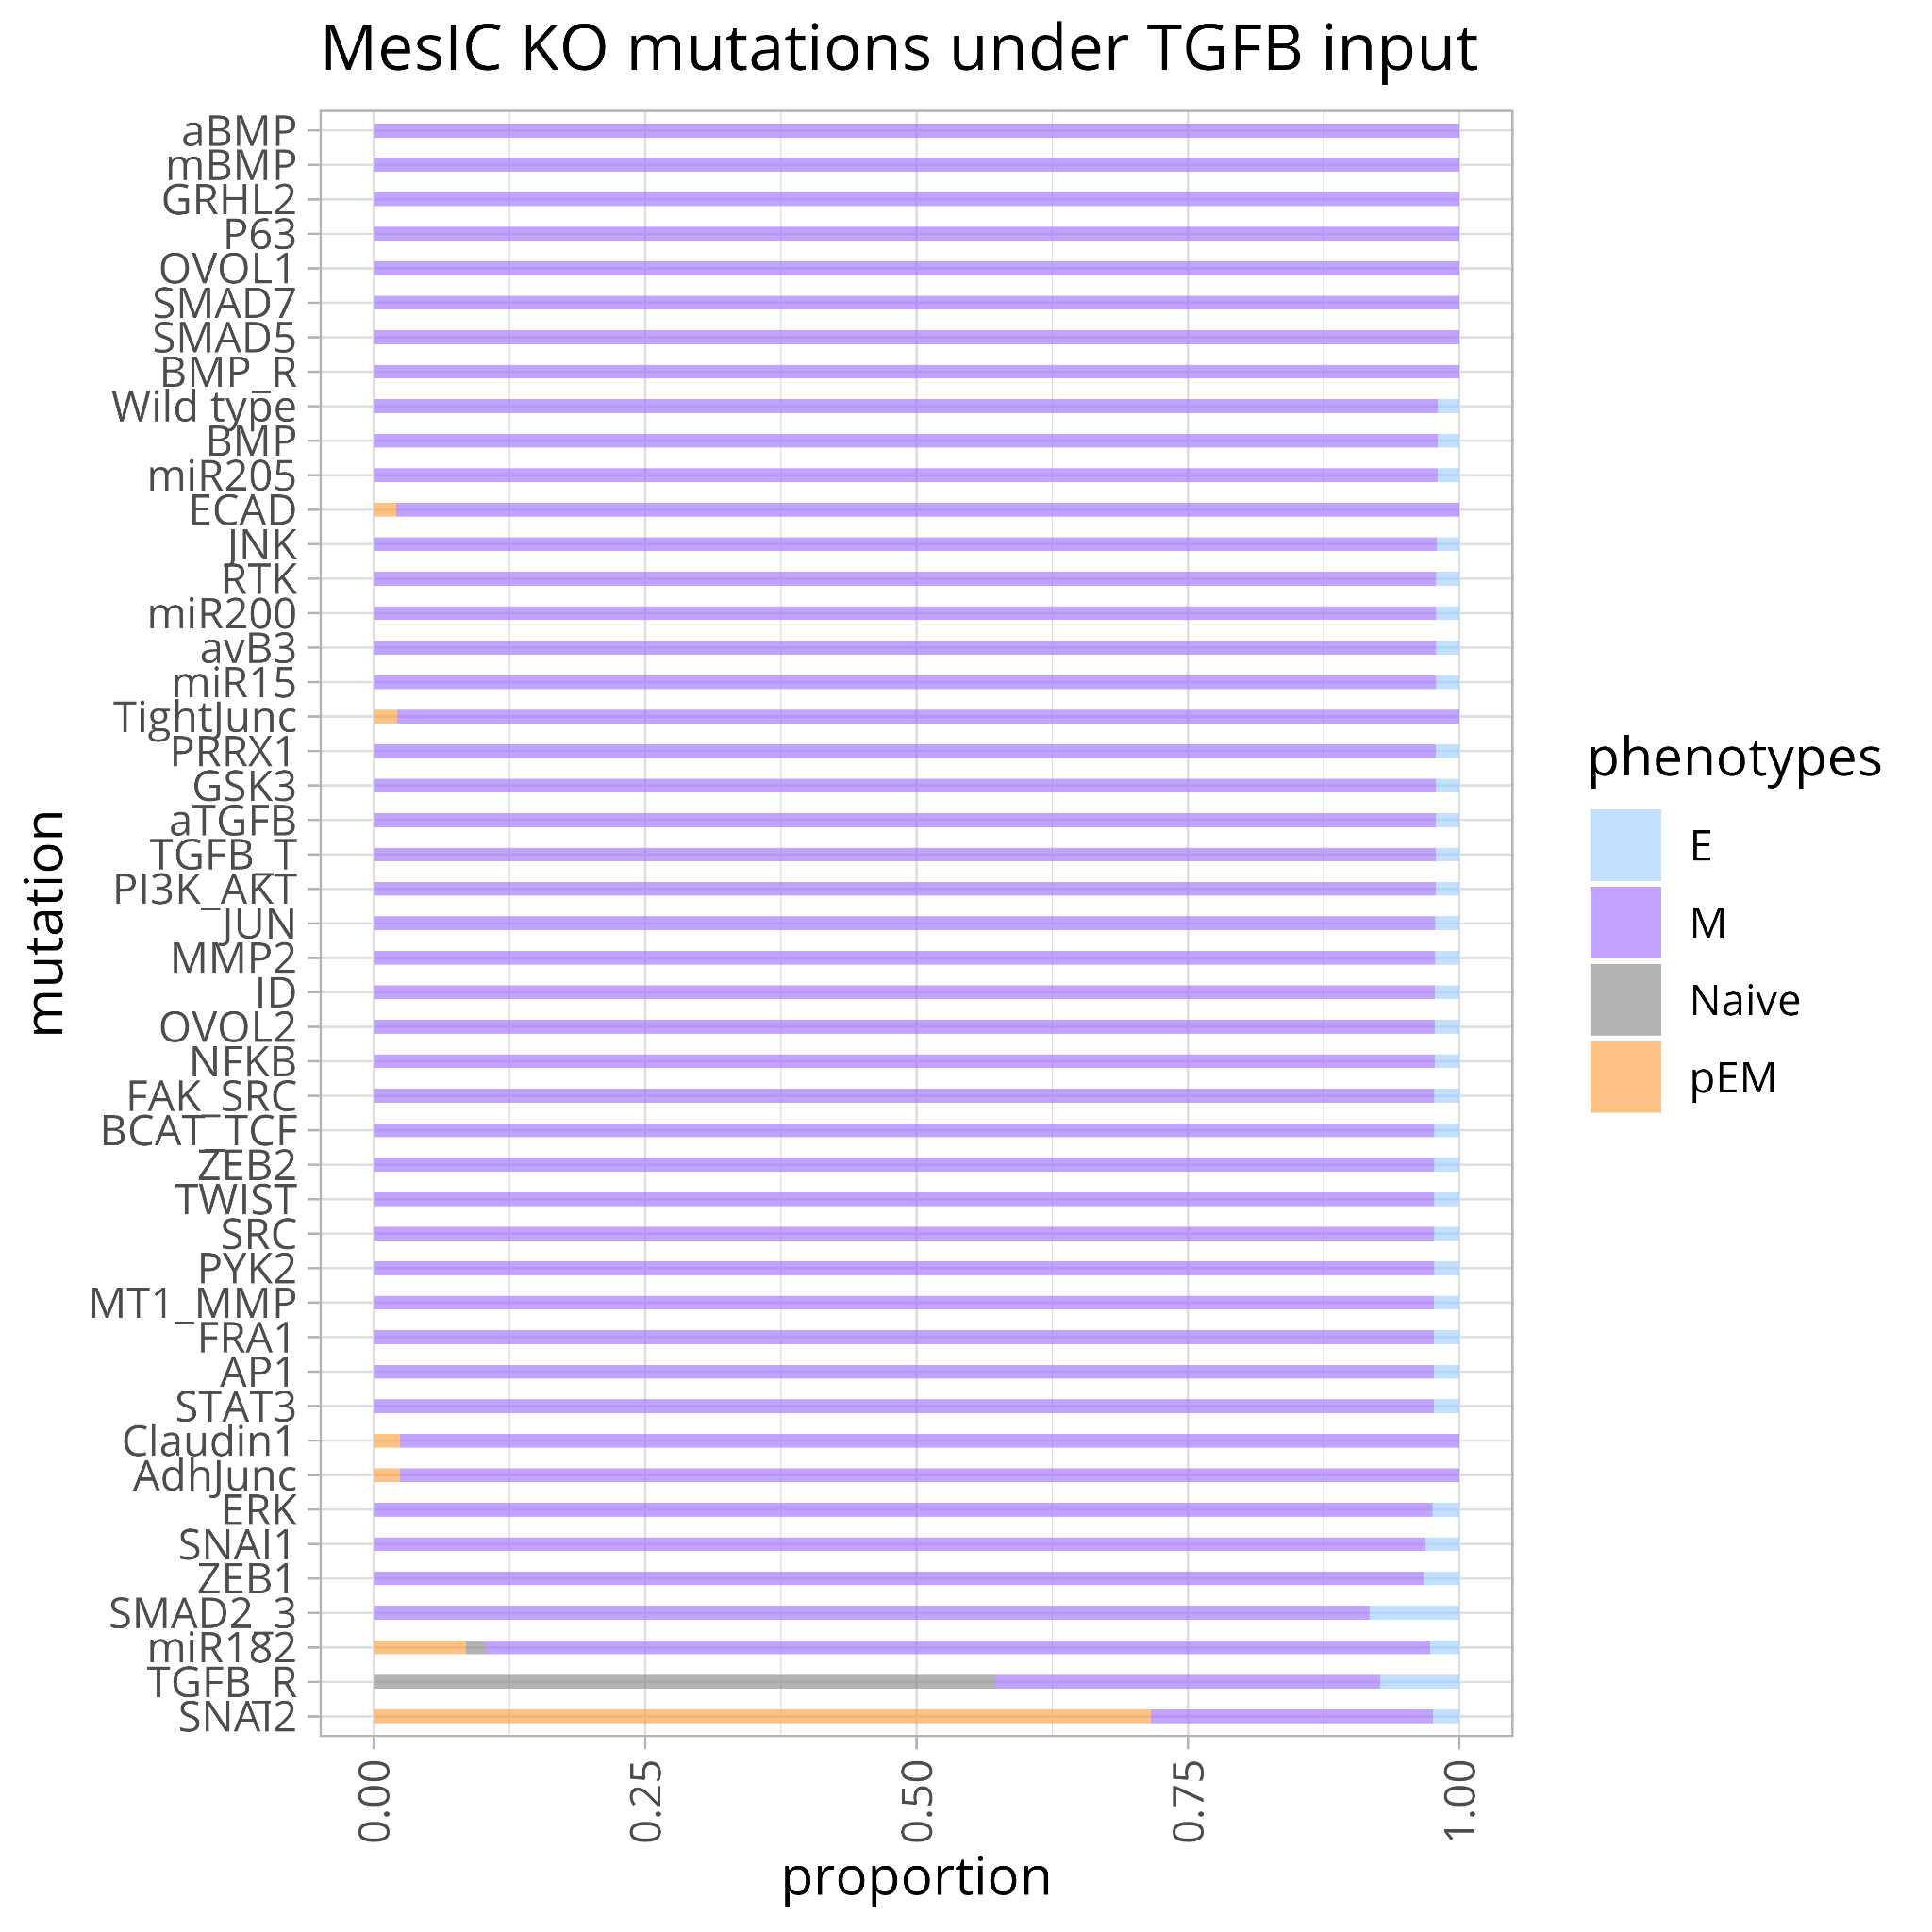 MesIC KO mutations under TGFB input
aBMP
mBMP
GRHL2
P63
OVOL1
SMAD7
SMAD5
BMP_R
Wild type
BMP
miR205
ECAD
JNK
RTK
miR200
avB3
miR15
TightJunc
PRRX1
GSK3
aTGFB
TGFB_T
PI3K_AKT
JUN
MMP2
ID
OVOL2
NFKB
FAK_SRC
BCAT_TCF
ZEB2
TWIST
SRC
PYK2
MT1_MMP
FRA1
AP1
STAT3
Claudin1
AdhJunc
ERK
SNAI1
ZEB1
SMAD2_3
miR182
TGFB_R
SNAI2
mutation
0.00
0.25
0.50
0.75
1.00
proportion
phenotypes
E
M
Naive
pEM